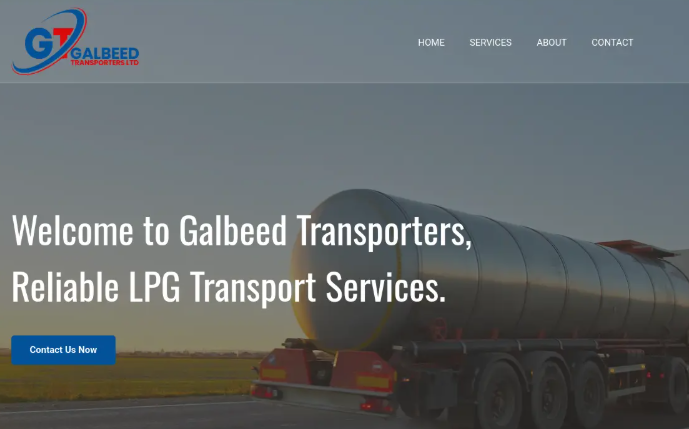 GT GALBEED
TRANSPORTERS LTD
HOME SERVICES ABOUT CONTACT
Welcome to Galbeed Transporters,
Reliable LPG Transport Services.
Contact Us Now